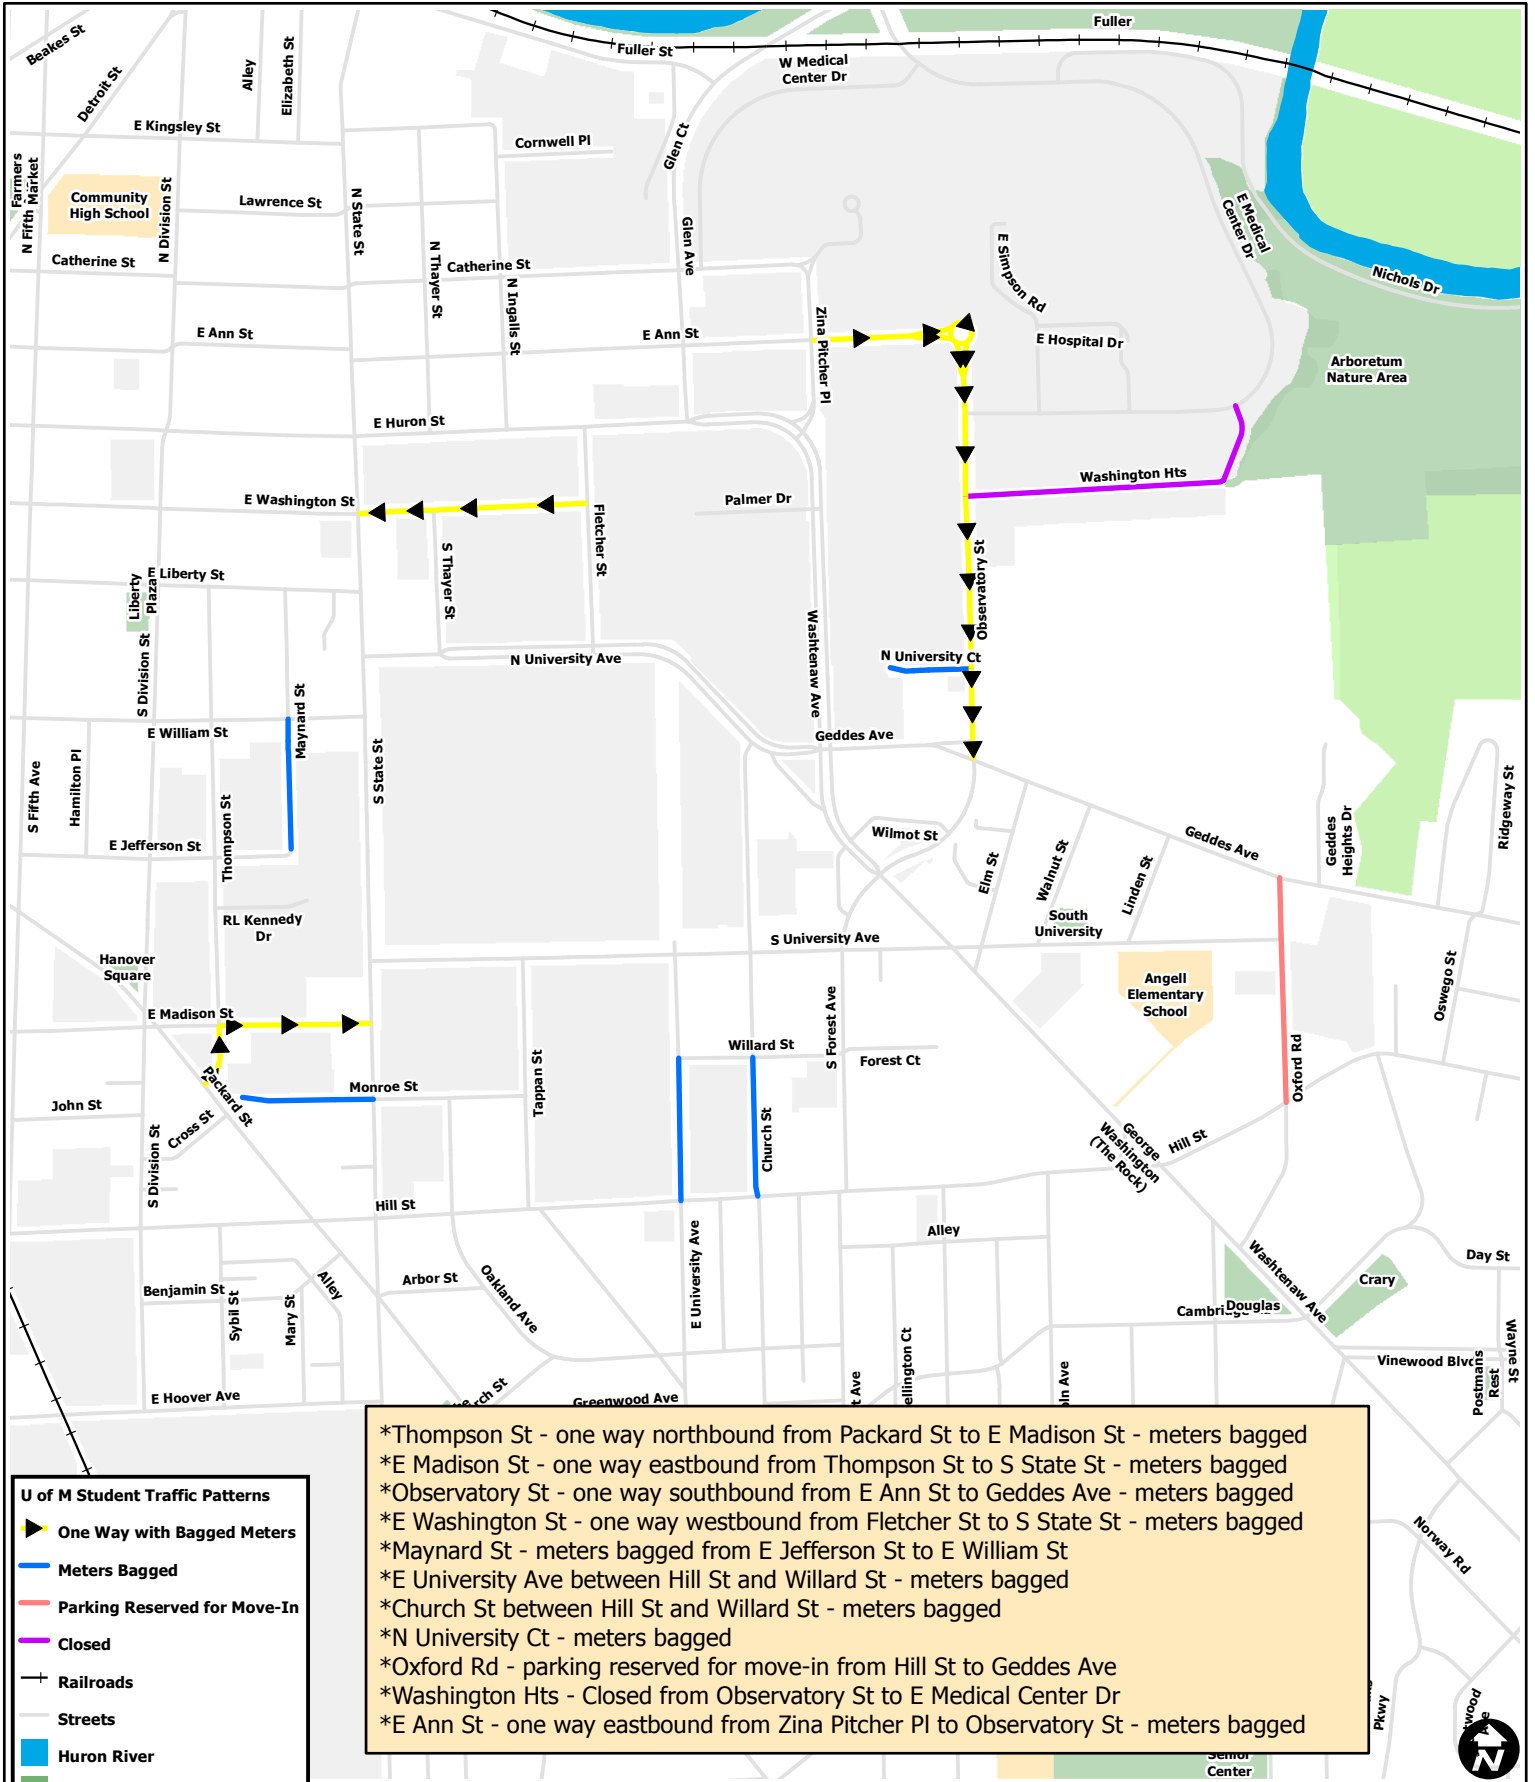 Beakes St
Detroit St
Alley
Elizabeth St
Fuller St
W Medical
Center Dr
Fuller
E Kingsley St
Cornwell Pl
Glen Ct
Farmers
Market
N Fifth
Community
High School
N Division St
Lawrence St
N State St
Catherine St
N Thayer St
Catherine St
N Ingalls St
Glen Ave
E Simpson Rd
E Medical
Center Dr
Nichols Dr
E Ann St
E Ann St
Zina Pitcher Pl
E Hospital Dr
Arboretum
Nature Area
E Huron St
E Washington St
Fletcher St
Palmer Dr
Washington Hts
Observatory St
S Thayer St
E Liberty St
Liberty
Plaza
S Division St
N University Ave
Washtenaw Ave
N University Ct
Maynard St
E William St
Geddes Ave
S State St
S Fifth Ave
Hamilton Pl
Thompson St
E Jefferson St
Wilmot St
Elm St
Walnut St
Linden St
Geddes Ave
Geddes
Heights Dr
Ridgeway St
RL Kennedy
Dr
South
University
S University Ave
Hanover
Square
Angell
Elementary
School
Oswego St
E Madison St
Willard St
S Forest Ave
Forest Ct
Oxford Rd
Packard St
Monroe St
Tappan St
John St
Cross St
Church St
George
Washington
(The Rock)
Hill St
S Division St
Hill St
Alley
E University Ave
Washtenaw Ave
Day St
Benjamin St
Sybil St
Mary St
Alley
Arbor St
Oakland Ave
Crary
Cambri
Douglas
Wayne St
Vinewood Blvd
Postmans
Rest
E Hoover Ave
rch St
Greenwood Ave
t Ave
ellington Ct
oln Ave
*Thompson St - one way northbound from Packard St to E Madison St - meters bagged
*E Madison St - one way eastbound from Thompson St to S State St - meters bagged
*Observatory St - one way southbound from E Ann St to Geddes Ave - meters bagged
*E Washington St - one way westbound from Fletcher St to S State St - meters bagged
*Maynard St - meters bagged from E Jefferson St to E William St
*E University Ave between Hill St and Willard St - meters bagged
*Church St between Hill St and Willard St - meters bagged
*N University Ct - meters bagged
*Oxford Rd - parking reserved for move-in from Hill St to Geddes Ave
*Washington Hts - Closed from Observatory St to E Medical Center Dr
*E Ann St - one way eastbound from Zina Pitcher Pl to Observatory St - meters bagged
U of M Student Traffic Patterns
One Way with Bagged Meters
Meters Bagged
Parking Reserved for Move-In
Closed
Railroads
Streets
Huron River
Norway Rd
Pkwy
twood
Senior
Center
N